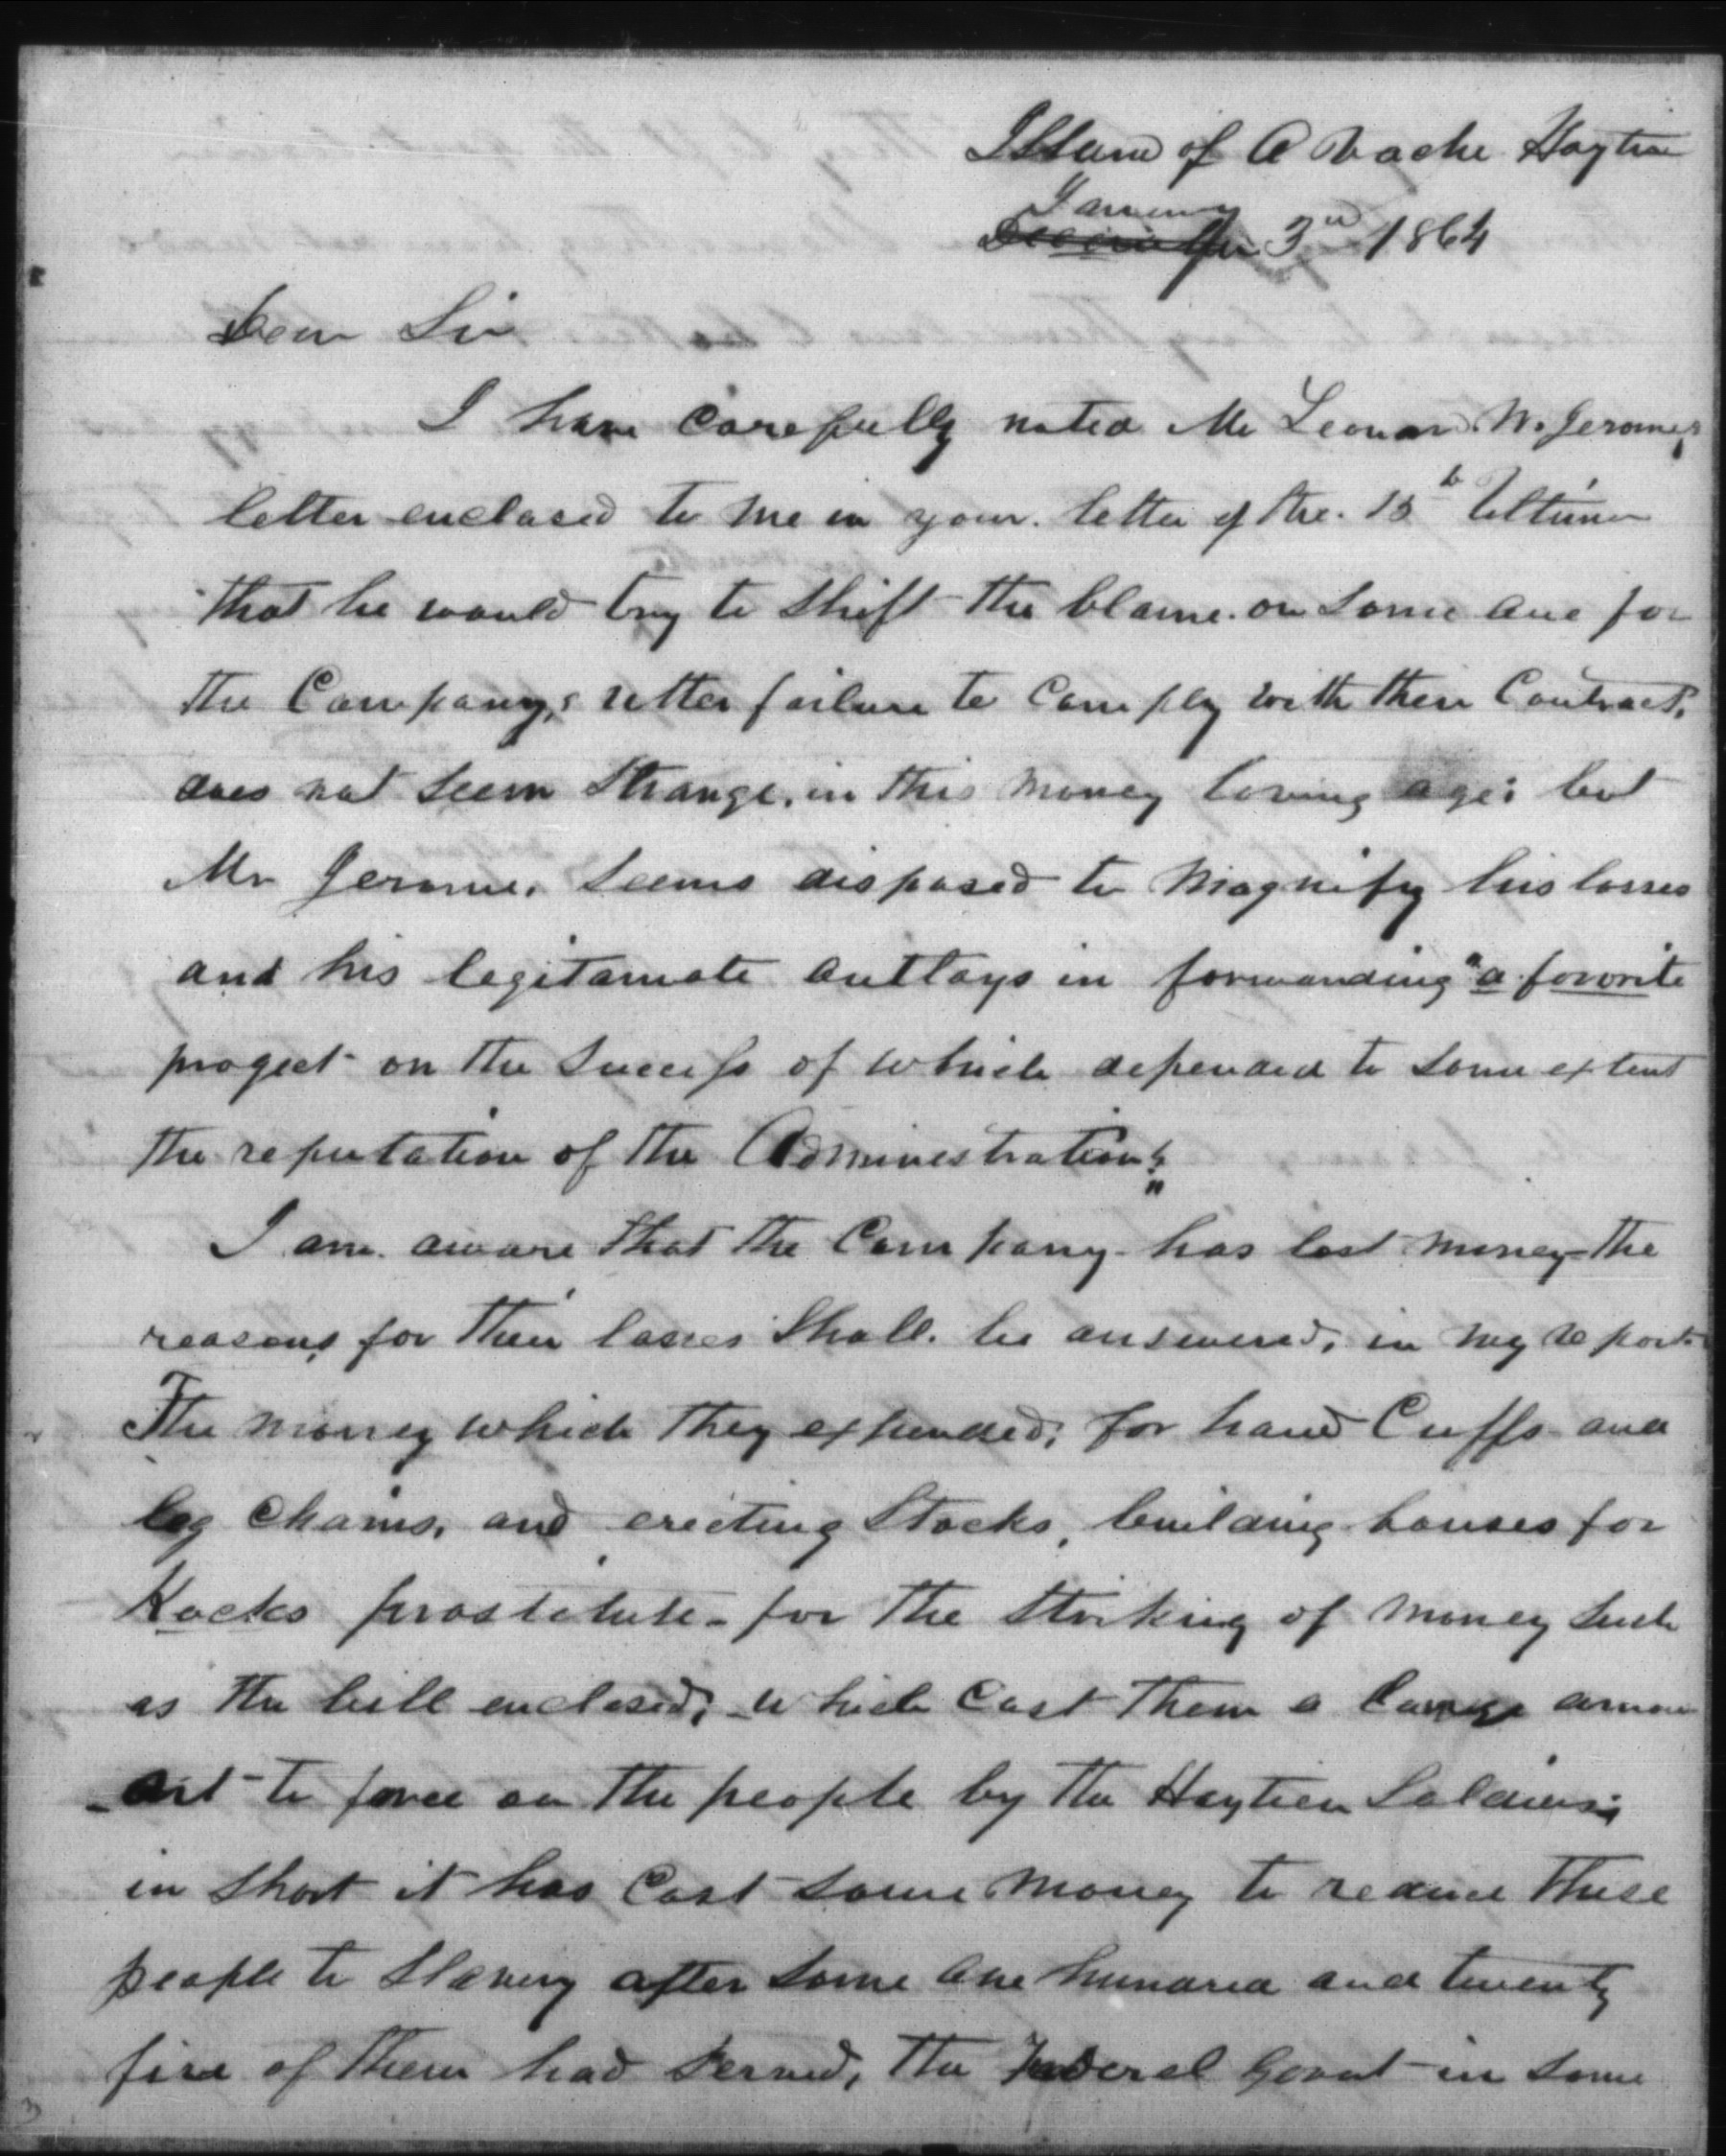 Island of A Vache Haytien
January
December 3rd 1864
Dear Sir
I have Carefully noted Mr Leonard W. Jeromes,
letter enclosed to me in your letter of the 15th Ultimo
that he would try to Shift the blame on Some one for
the Company,s utter failure to Comply with their Contract,
does not Seem Strange, in this money loving age; but
Mr Jerome, Seems disposed to Magnify his losses
and his legitamate outlays in forwarding "a favorite
project on the Success of which depended to Some extent
the reputation of the Administration,"
I am aware that the Company has lost money the
reasons, for their losses Shall be answered, in my report
The money which they expended, for hand Cuffs and
leg Chains, and erecting Stocks, building houses for
Kocks prostitute - for the Striking of money Such
as the bill enclosed; which Cost them a large amou
-nt to force on the people by the Haytien Soldiers;
in Short it has Cost Some money to reduce these
people to Slavery after Some one hundred and twenty
five of them had Served, the Federal Govmt in Some
3